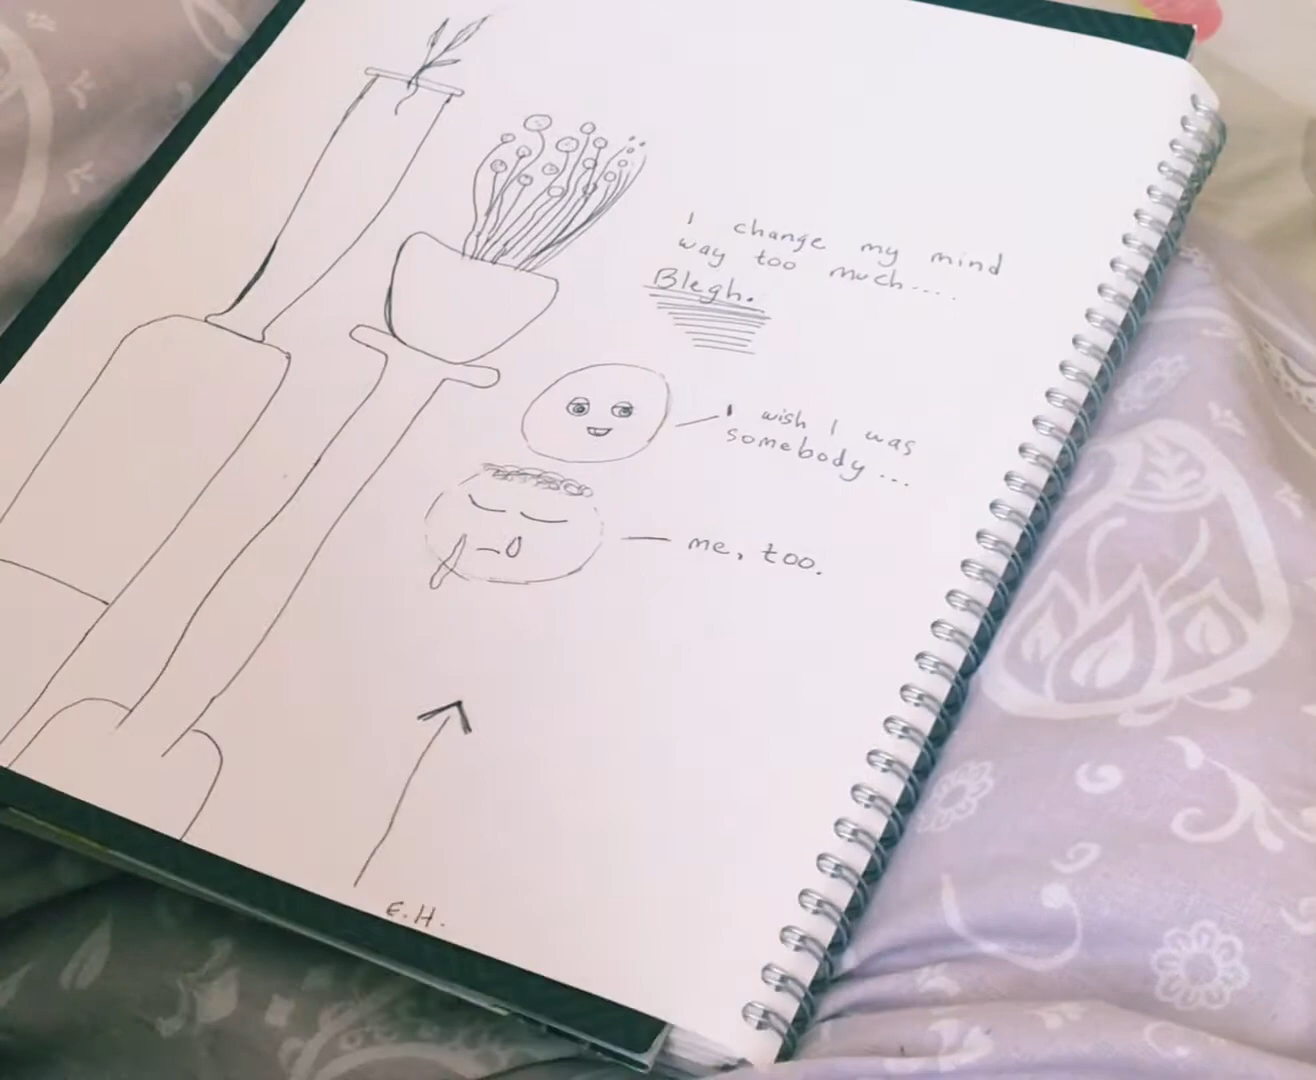 I change my mind
way too much....
Blegh.
I wish I was
somebody...
me, too.
E.H.